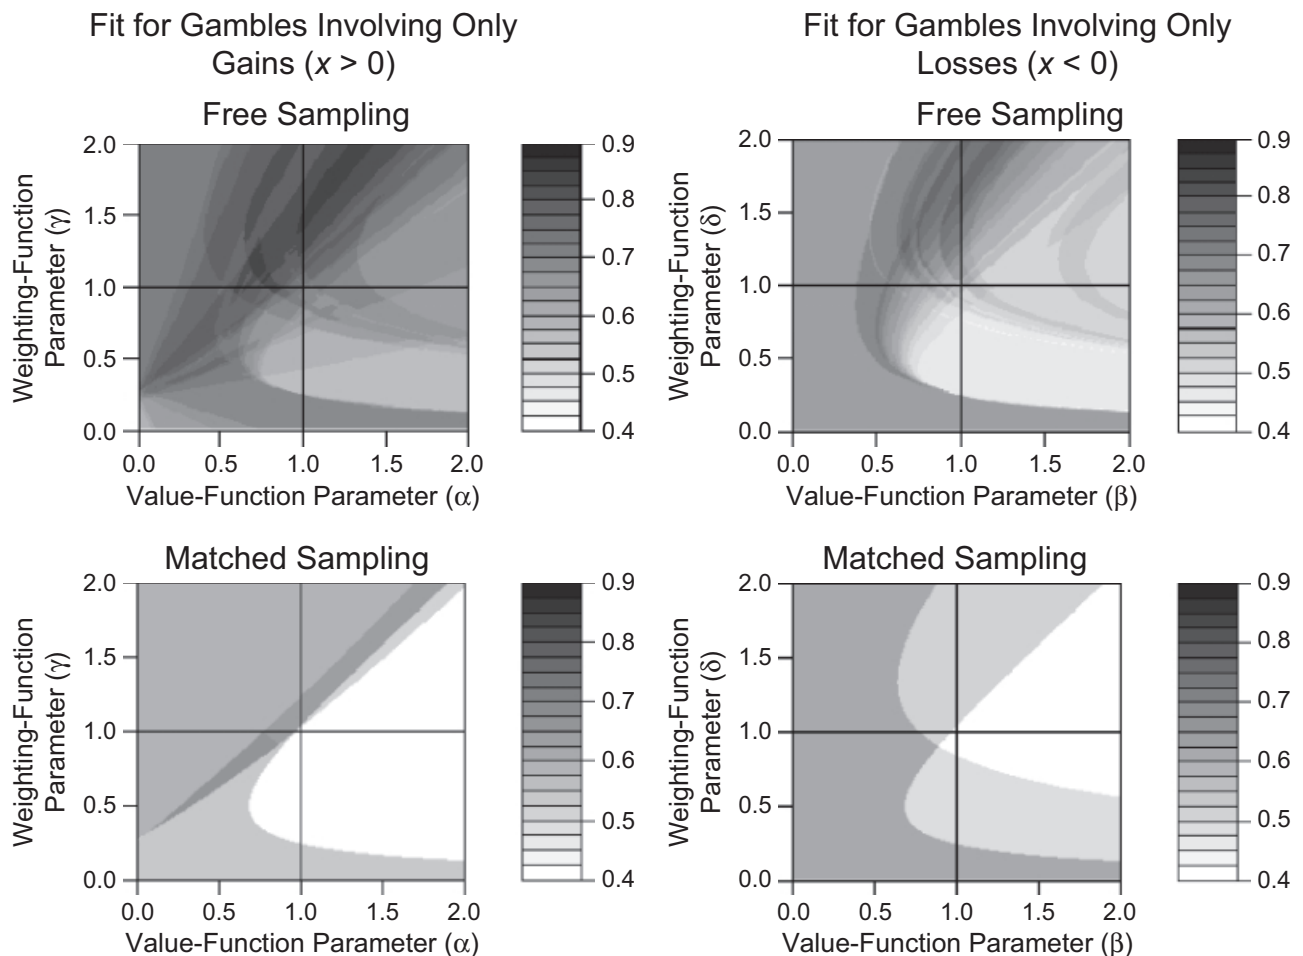 Fit for Gambles Involving Only
Gains (x > 0)
Fit for Gambles Involving Only
Losses (x < 0)
Free Sampling
Weighting-Function
Parameter (γ)
2.0
1.5
1.0
0.5
0.0
0.0 0.5 1.0 1.5 2.0
Value-Function Parameter (α)
0.9
0.8
0.7
0.6
0.5
0.4
Free Sampling
Weighting-Function
Parameter (δ)
2.0
1.5
1.0
0.5
0.0
0.0 0.5 1.0 1.5 2.0
Value-Function Parameter (β)
0.9
0.8
0.7
0.6
0.5
0.4
Matched Sampling
Weighting-Function
Parameter (γ)
2.0
1.5
1.0
0.5
0.0
0.0 0.5 1.0 1.5 2.0
Value-Function Parameter (α)
0.9
0.8
0.7
0.6
0.5
0.4
Matched Sampling
Weighting-Function
Parameter (δ)
2.0
1.5
1.0
0.5
0.0
0.0 0.5 1.0 1.5 2.0
Value-Function Parameter (β)
0.9
0.8
0.7
0.6
0.5
0.4